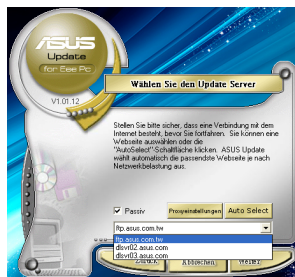 ASUS
Update
for Eee Pc
V1.01.12
Wählen Sie den Update Server
Stellen Sie bitte sicher, dass eine Verbindung mit dem
Internet besteht, bevor Sie fortfahren. Sie können eine
Webseite auswählen oder die
"AutoSelect"-Schaltfläche klicken. ASUS Update
wählt automatisch die passendste Webseite je nach
Netzwerkbelastung aus.
Passiv
Proxyeinstellungen
Auto Select
ftp.asus.com.tw
ftp.asus.com.tw
dlsvr02.asus.com
dlsvr03.asus.com
Zurück
Abbrechen
Weiter